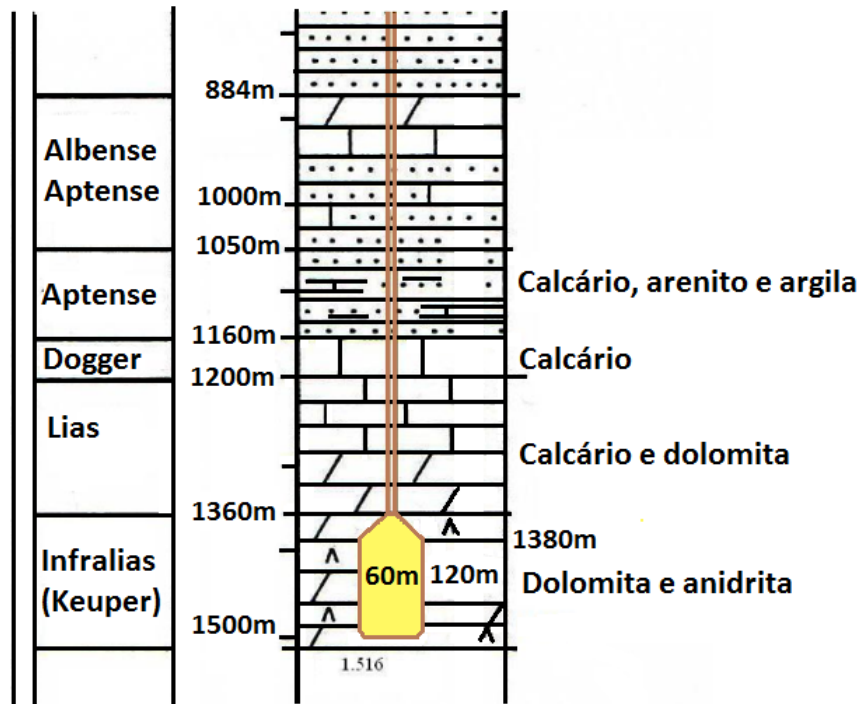 884m
Albense
Aptense
1000m
1050m
Aptense
Calcário, arenito e argila
1160m
Dogger
Calcário
1200m
Lias
Calcário e dolomita
1360m
1380m
Infralias
(Keuper)
60m
120m
Dolomita e anidrita
1500m
1.516